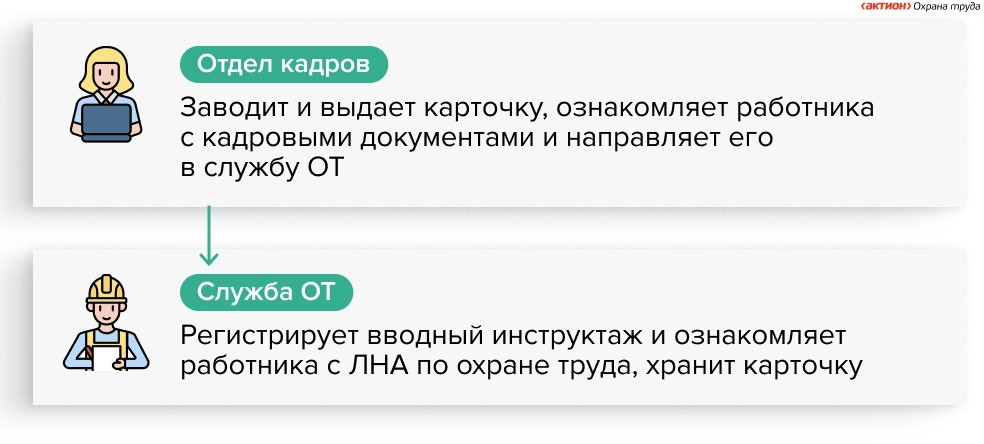 ‹актион› Охрана труда
Отдел кадров
Заводит и выдает карточку, ознакомляет работника
с кадровыми документами и направляет его
в службу ОТ
Служба ОТ
Регистрирует вводный инструктаж и ознакомляет
работника с ЛНА по охране труда, хранит карточку